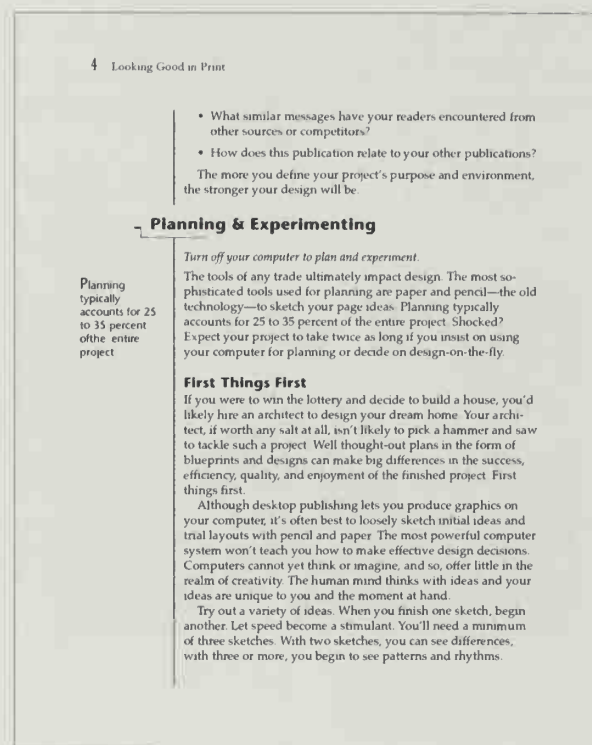 4 Looking Good in Print
• What similar messages have your readers encountered from
other sources or competitors?
• How does this publication relate to your other publications?
The more you define your project's purpose and environment,
the stronger your design will be.
Planning & Experimenting
Turn off your computer to plan and experiment.
Planning
typically
accounts for 25
to 35 percent
ofthe entire
project
The tools of any trade ultimately impact design. The most so-
phisticated tools used for planning are paper and pencil—the old
technology—to sketch your page ideas. Planning typically
accounts for 25 to 35 percent of the entire project. Shocked?
Expect your project to take twice as long if you insist on using
your computer for planning or decide on design-on-the-fly.
First Things First
If you were to win the lottery and decide to build a house, you'd
likely hire an architect to design your dream home. Your archi-
tect, if worth any salt at all, isn't likely to pick a hammer and saw
to tackle such a project. Well thought-out plans in the form of
blueprints and designs can make big differences in the success,
efficiency, quality, and enjoyment of the finished project. First
things first.
Although desktop publishing lets you produce graphics on
your computer, it's often best to loosely sketch initial ideas and
trial layouts with pencil and paper. The most powerful computer
system won't teach you how to make effective design decisions.
Computers cannot yet think or imagine, and so, offer little in the
realm of creativity. The human mind thinks with ideas and your
ideas are unique to you and the moment at hand.
Try out a variety of ideas. When you finish one sketch, begin
another. Let speed become a stimulant. You'll need a minimum
of three sketches. With two sketches, you can see differences,
with three or more, you begin to see patterns and rhythms.